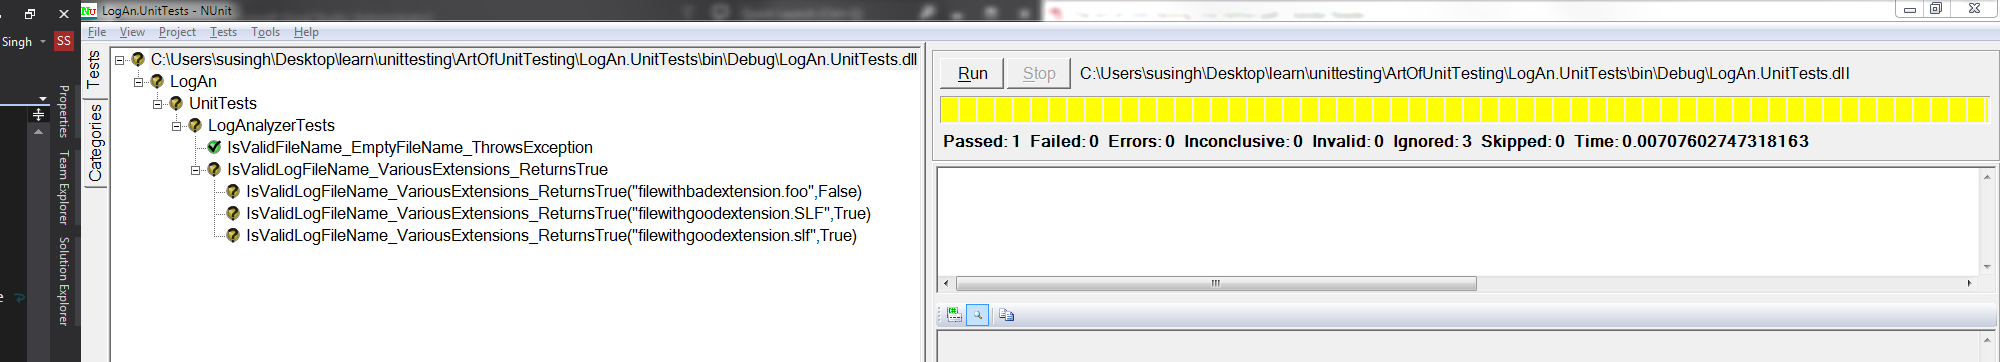 LogAn.UnitTests - NUnit
Singh SS
File View Project Tests Tools Help
Tests
Categories
Properties
Team Explorer
Solution Explorer
C:\Users\susingh\Desktop\learn\unittesting\ArtOfUnitTesting\LogAn.UnitTests\bin\Debug\LogAn.UnitTests.dll
LogAn
UnitTests
LogAnalyzerTests
IsValidFileName_EmptyFileName_ThrowsException
IsValidLogFileName_VariousExtensions_ReturnsTrue
IsValidLogFileName_VariousExtensions_ReturnsTrue("filewithbadextension.foo",False)
IsValidLogFileName_VariousExtensions_ReturnsTrue("filewithgoodextension.SLF",True)
IsValidLogFileName_VariousExtensions_ReturnsTrue("filewithgoodextension.slf",True)
Run Stop C:\Users\susingh\Desktop\learn\unittesting\ArtOfUnitTesting\LogAn.UnitTests\bin\Debug\LogAn.UnitTests.dll
Passed: 1 Failed: 0 Errors: 0 Inconclusive: 0 Invalid: 0 Ignored: 3 Skipped: 0 Time: 0.00707602747318163